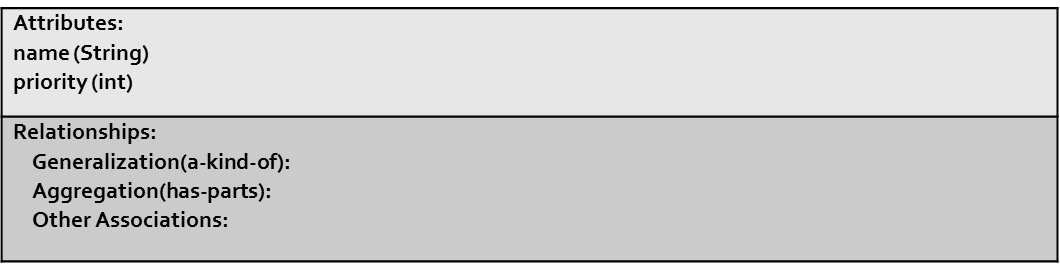 Attributes:
name (String)
priority (int)
Relationships:
Generalization(a-kind-of):
Aggregation(has-parts):
Other Associations: